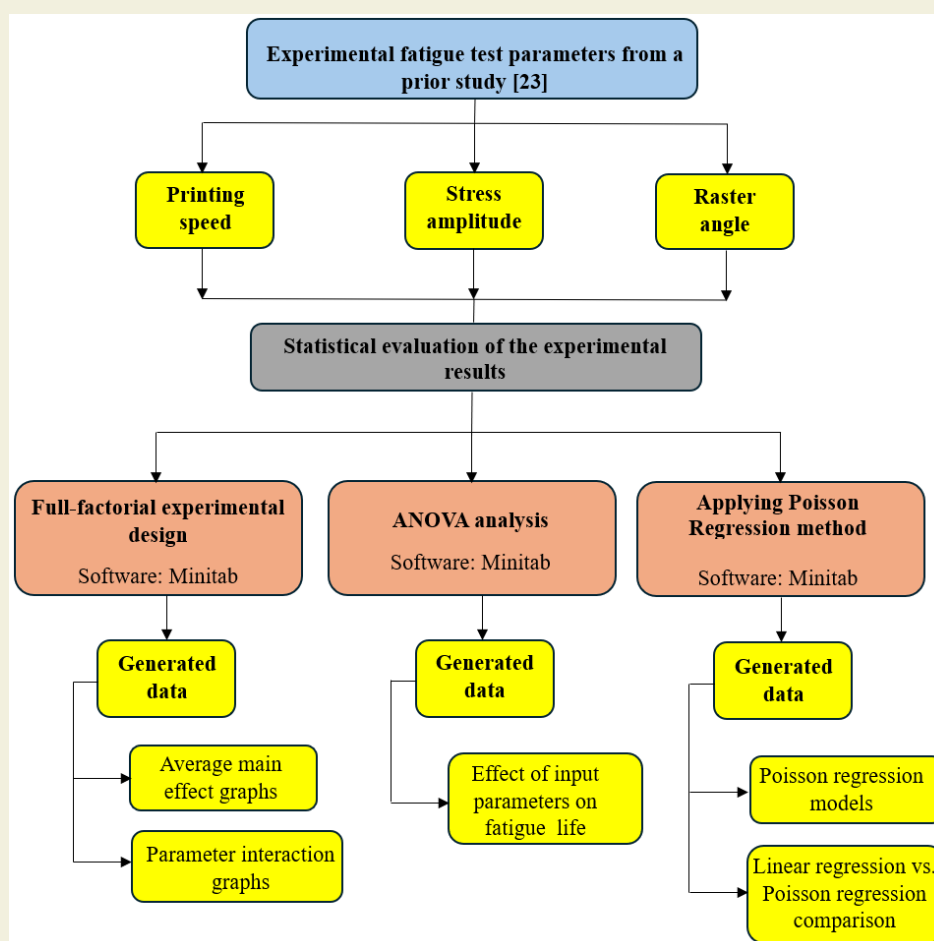 Experimental fatigue test parameters from a
prior study [23]
Printing
speed
Stress
amplitude
Raster
angle
Statistical evaluation of the experimental
results
Full-factorial experimental
design
Software: Minitab
ANOVA analysis
Software: Minitab
Applying Poisson
Regression method
Software: Minitab
Generated
data
Average main
effect graphs
Parameter interaction
graphs
Generated
data
Effect of input
parameters on
fatigue life
Generated
data
Poisson regression
models
Linear regression vs.
Poisson regression
comparison